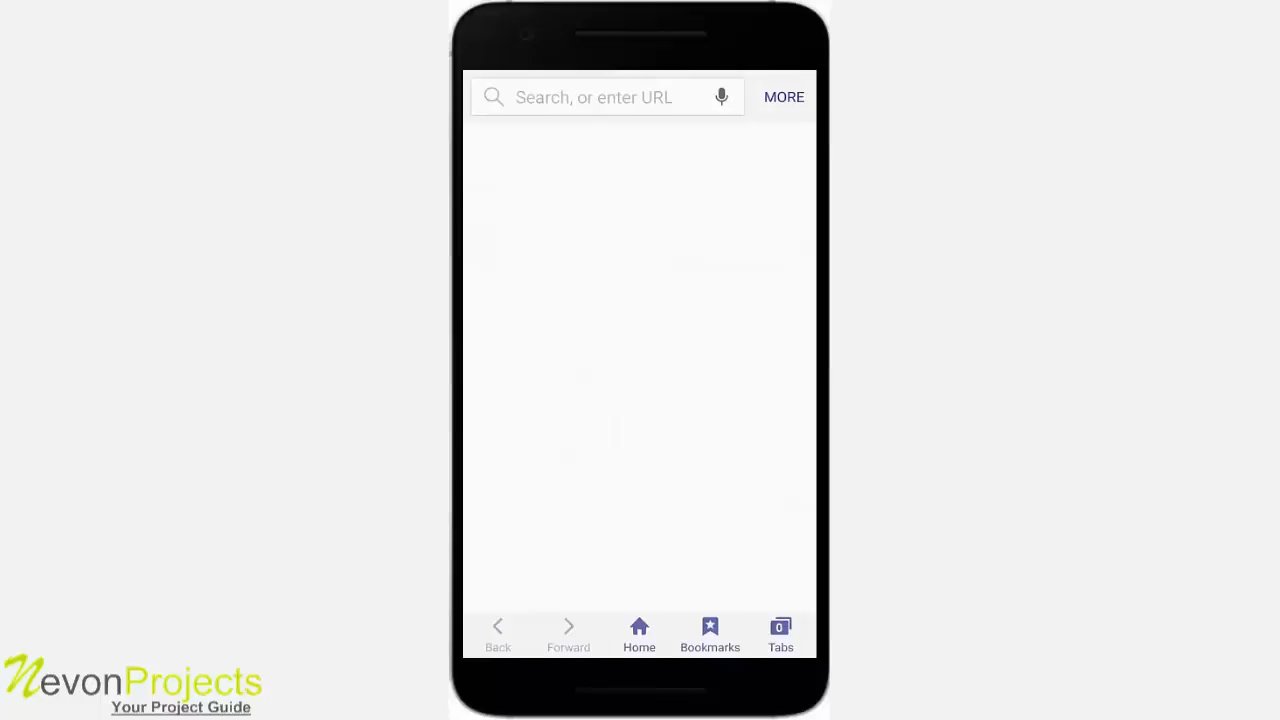 Search, or enter URL
MORE
Back
Forward
Home
Bookmarks
0
Tabs
NevonProjects
Your Project Guide